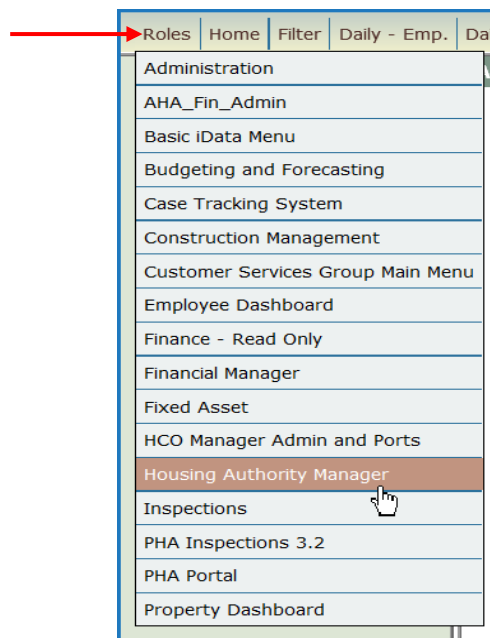 Roles Home Filter Daily - Emp. Da
Administration
AHA_Fin_Admin
Basic iData Menu
Budgeting and Forecasting
Case Tracking System
Construction Management
Customer Services Group Main Menu
Employee Dashboard
Finance - Read Only
Financial Manager
Fixed Asset
HCO Manager Admin and Ports
Housing Authority Manager
Inspections
PHA Inspections 3.2
PHA Portal
Property Dashboard